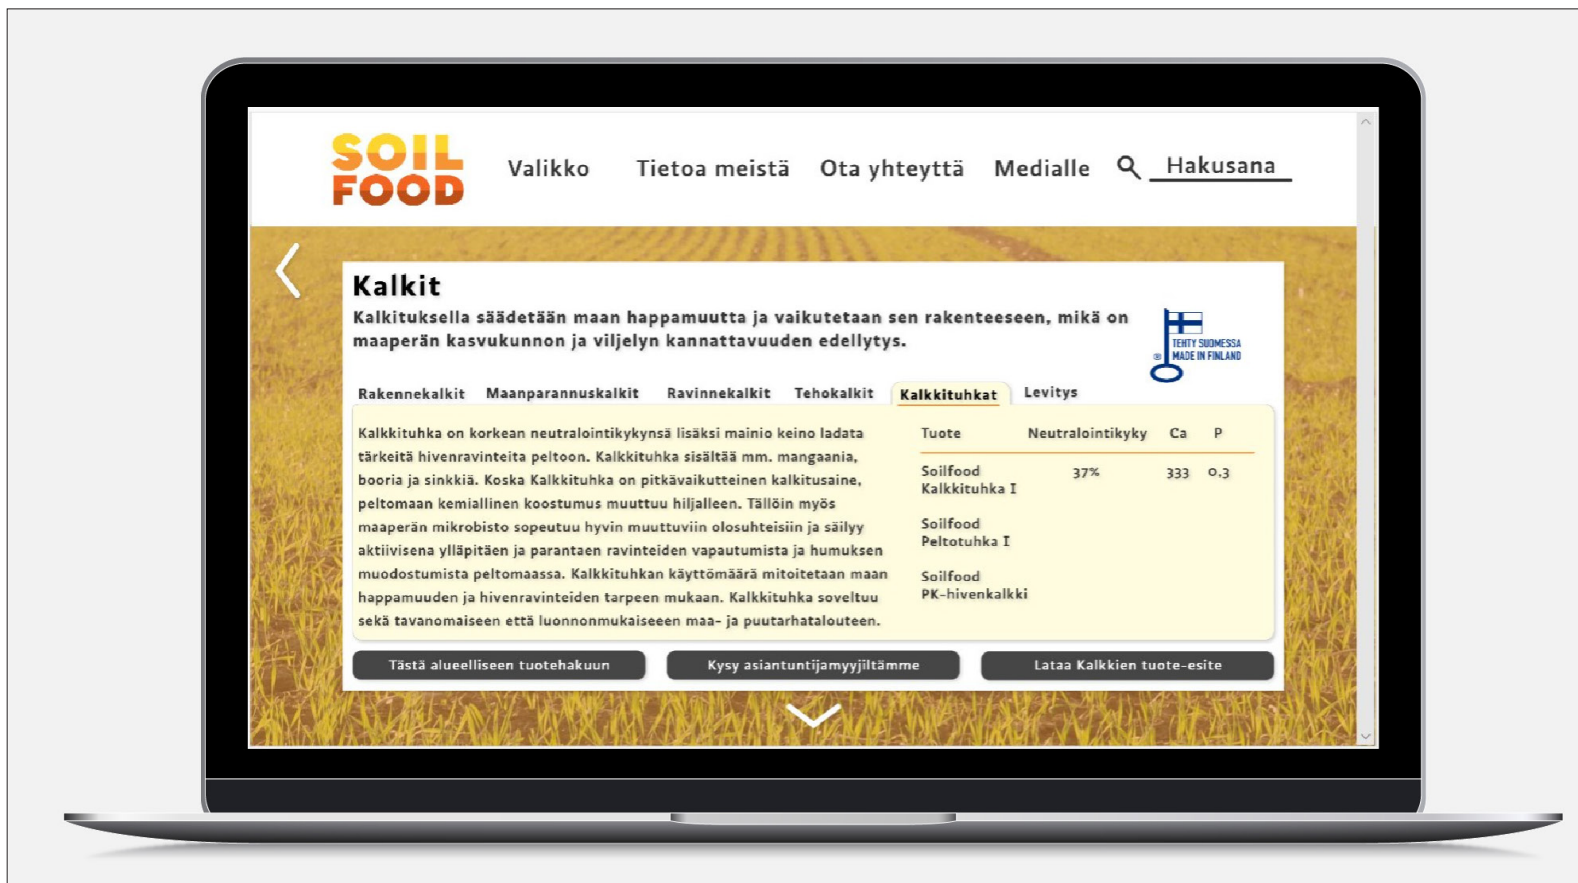 SOIL
FOOD
Valikko
Tietoa meistä
Ota yhteyttä
Medialle
Hakusana
Kalkit
Kalkituksella säädetään maan happamuutta ja vaikutetaan sen rakenteeseen, mikä on
maaperän kasvukunnon ja viljelyn kannattavuuden edellytys.
TEHTY SUOMESSA
® MADE IN FINLAND
Rakennekalkit
Maanparannuskalkit
Ravinnekalkit
Tehokalkit
Kalkkituhkat
Levitys
Kalkkituhka on korkean neutralointikykynsä lisäksi mainio keino ladata
tärkeitä hivenravinteita peltoon. Kalkkituhka sisältää mm. mangaania,
booria ja sinkkiä. Koska Kalkkituhka on pitkävaikutteinen kalkitusaine,
peltomaan kemiallinen koostumus muuttuu hiljalleen. Tällöin myös
maaperän mikrobisto sopeutuu hyvin muuttuviin olosuhteisiin ja säilyy
aktiivisena ylläpitäen ja parantaen ravinteiden vapautumista ja humuksen
muodostumista peltomaassa. Kalkkituhkan käyttömäärä mitoitetaan maan
happamuuden ja hivenravinteiden tarpeen mukaan. Kalkkituhka soveltuu
sekä tavanomaiseen että luonnonmukaiseeen maa- ja puutarhatalouteen.
Tuote Neutralointikyky Ca P
Soilfood 37% 333 0.3
Kalkkituhka I
Soilfood
Peltotuhka I
Soilfood
PK-hivenkalkki
Tästä alueelliseen tuotehakuun
Kysy asiantuntijamyyjiltämme
Lataa Kalkkien tuote-esite